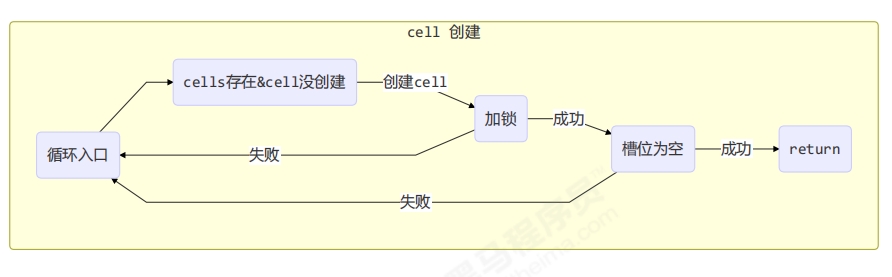 cell 创建
cells存在&cell没创建
创建cell
加锁
成功
循环入口
失败
槽位为空
成功
return
失败
黑马程序员
heima.com